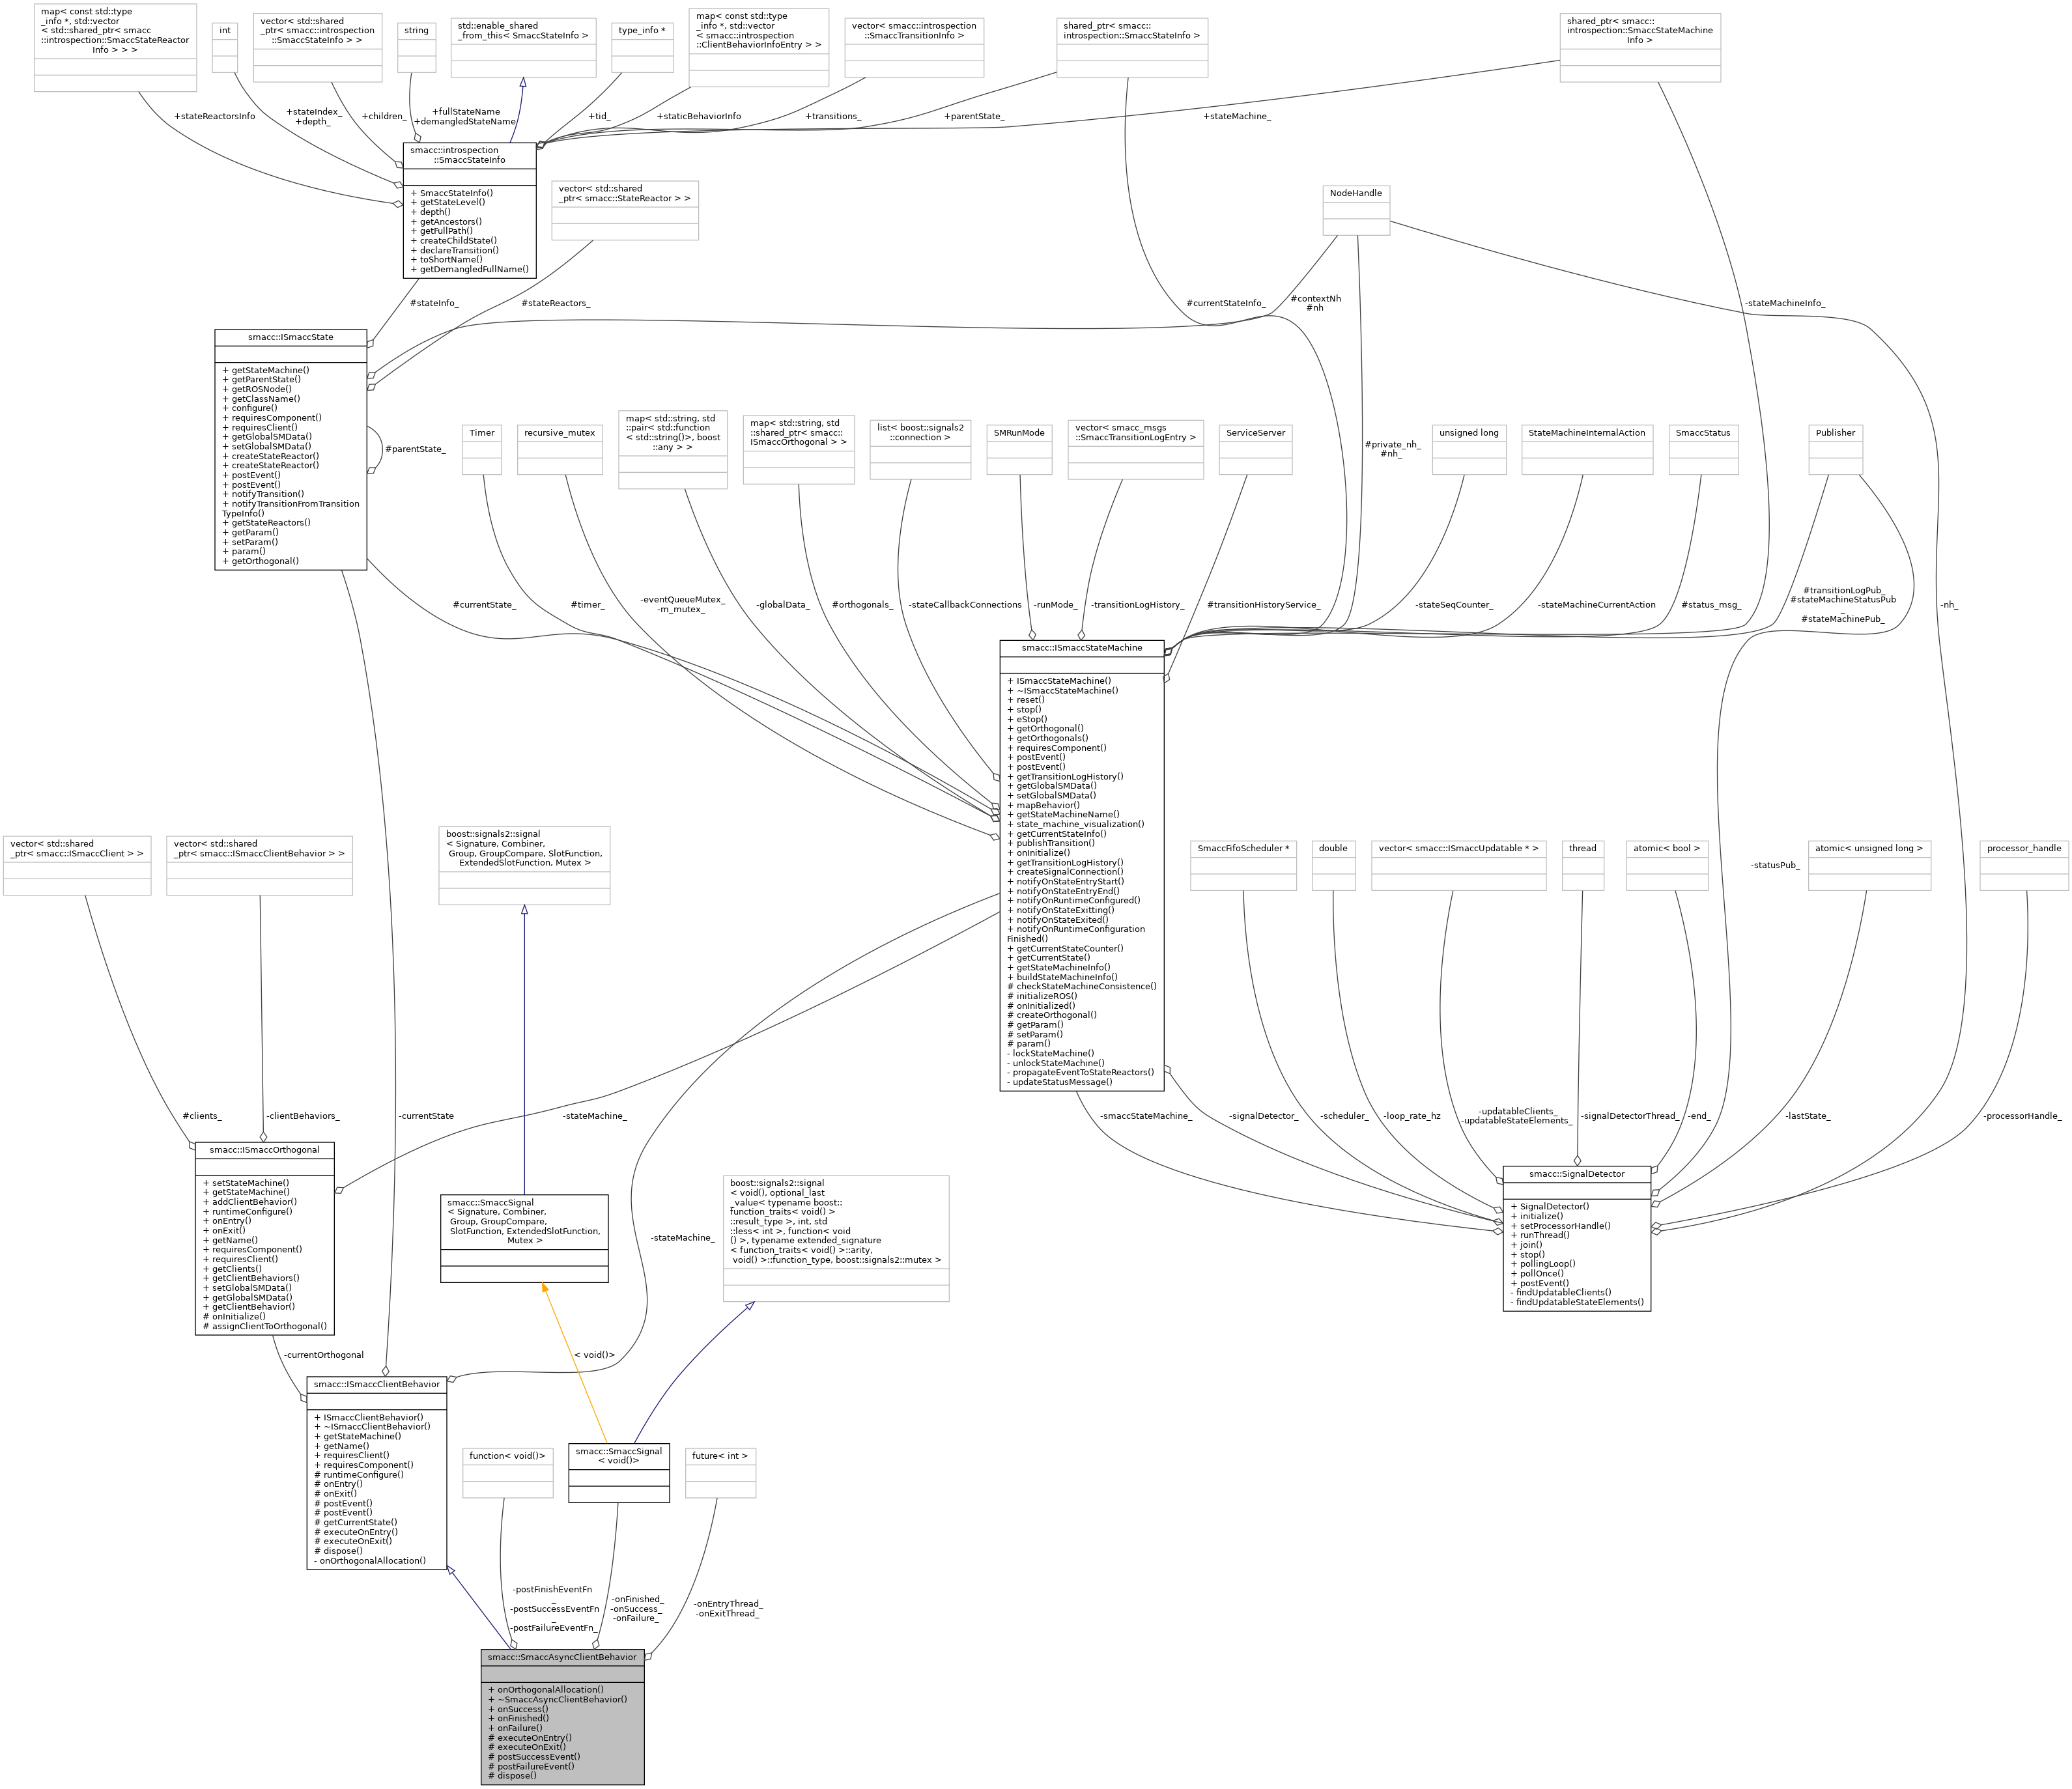 map< const std::type
_info *, std::vector
< std::shared_ptr< smacc
::introspection::SmaccStateReactor
Info > > >
int
vector< std::shared
_ptr< smacc::introspection
::SmaccStateInfo > >
string
std::enable_shared
_from_this< SmaccStateInfo >
type_info *
map< const std::type
_info *, std::vector
< smacc::introspection
::ClientBehaviorInfoEntry > >
vector< smacc::introspection
::SmaccTransitionInfo >
shared_ptr< smacc::
introspection::SmaccStateInfo >
shared_ptr< smacc::
introspection::SmaccStateMachine
Info >
+stateReactorsInfo
+stateIndex_
+depth_
+children_
+fullStateName
+demangledStateName
+tid_
+staticBehaviorInfo
+transitions_
+parentState_
+stateMachine_
smacc::introspection
::SmaccStateInfo
+ SmaccStateInfo()
+ getStateLevel()
+ depth()
+ getAncestors()
+ getFullPath()
+ createChildState()
+ declareTransition()
+ toShortName()
+ getDemangledFullName()
vector< std::shared
_ptr< smacc::StateReactor > >
NodeHandle
#stateInfo_
#stateReactors_
#currentStateInfo_
#contextNh
#nh
-stateMachineInfo_
smacc::ISmaccState
+ getStateMachine()
+ getParentState()
+ getROSNode()
+ getClassName()
+ configure()
+ requiresComponent()
+ requiresClient()
+ getGlobalSMData()
+ setGlobalSMData()
+ createStateReactor()
+ createStateReactor()
+ postEvent()
+ postEvent()
+ notifyTransition()
+ notifyTransitionFromTransition
TypeInfo()
+ getStateReactors()
+ getParam()
+ setParam()
+ param()
+ getOrthogonal()
#parentState_
Timer
recursive_mutex
map< std::string, std
::pair< std::function
< std::string()>, boost
::any > >
map< std::string, std
::shared_ptr< smacc::
ISmaccOrthogonal > >
list< boost::signals2
::connection >
SMRunMode
vector< smacc_msgs
::SmaccTransitionLogEntry >
ServiceServer
#private_nh_
#nh_
unsigned long
StateMachineInternalAction
SmaccStatus
Publisher
#currentState_
#timer_
-eventQueueMutex_
-m_mutex_
-globalData_
#orthogonals_
-stateCallbackConnections
-runMode_
-transitionLogHistory_
#transitionHistoryService_
-stateSeqCounter_
-stateMachineCurrentAction
#status_msg_
#transitionLogPub_
#stateMachineStatusPub
_
#stateMachinePub_
-nh_
smacc::ISmaccStateMachine
+ ISmaccStateMachine()
+ ~ISmaccStateMachine()
+ reset()
+ stop()
+ eStop()
+ getOrthogonal()
+ getOrthogonals()
+ requiresComponent()
+ postEvent()
+ postEvent()
+ getTransitionLogHistory()
+ getGlobalSMData()
+ setGlobalSMData()
+ mapBehavior()
+ getStateMachineName()
+ state_machine_visualization()
+ getCurrentStateInfo()
+ publishTransition()
+ onInitialize()
+ getTransitionLogHistory()
+ createSignalConnection()
+ notifyOnStateEntryStart()
+ notifyOnStateEntryEnd()
+ notifyOnRuntimeConfigured()
+ notifyOnStateExitting()
+ notifyOnStateExited()
+ notifyOnRuntimeConfiguration
Finished()
+ getCurrentStateCounter()
+ getCurrentState()
+ getStateMachineInfo()
+ buildStateMachineInfo()
# checkStateMachineConsistence()
# initializeROS()
# onInitialized()
# createOrthogonal()
# getParam()
# setParam()
# param()
- lockStateMachine()
- unlockStateMachine()
- propagateEventToStateReactors()
- updateStatusMessage()
vector< std::shared
_ptr< smacc::ISmaccClient > >
vector< std::shared
_ptr< smacc::ISmaccClientBehavior > >
boost::signals2::signal
< Signature, Combiner,
Group, GroupCompare, SlotFunction,
ExtendedSlotFunction, Mutex >
SmaccFifoScheduler *
double
vector< smacc::ISmaccUpdatable * >
thread
atomic< bool >
-statusPub_
atomic< unsigned long >
processor_handle
#clients_
-clientBehaviors_
-currentState
-stateMachine_
-smaccStateMachine_
-signalDetector_
-scheduler_
-loop_rate_hz
-updatableClients_
-updatableStateElements_
-signalDetectorThread_
-end_
-lastState_
-processorHandle_
smacc::ISmaccOrthogonal
+ setStateMachine()
+ getStateMachine()
+ addClientBehavior()
+ runtimeConfigure()
+ onEntry()
+ onExit()
+ getName()
+ requiresComponent()
+ requiresClient()
+ getClients()
+ getClientBehaviors()
+ setGlobalSMData()
+ getGlobalSMData()
+ getClientBehavior()
# onInitialize()
# assignClientToOrthogonal()
smacc::SmaccSignal
< Signature, Combiner,
Group, GroupCompare,
SlotFunction, ExtendedSlotFunction,
Mutex >
-stateMachine_
boost::signals2::signal
< void(), optional_last
_value< typename boost::
function_traits< void() >
::result_type >, int, std
::less< int >, function< void
() >, typename extended_signature
< function_traits< void() >::arity,
void() >::function_type, boost::signals2::mutex >
smacc::SignalDetector
+ SignalDetector()
+ initialize()
+ setProcessorHandle()
+ runThread()
+ join()
+ stop()
+ pollingLoop()
+ pollOnce()
+ postEvent()
- findUpdatableClients()
- findUpdatableStateElements()
-currentOrthogonal
< void()>
smacc::ISmaccClientBehavior
+ ISmaccClientBehavior()
+ ~ISmaccClientBehavior()
+ getStateMachine()
+ getName()
+ requiresClient()
+ requiresComponent()
# runtimeConfigure()
# onEntry()
# onExit()
# postEvent()
# postEvent()
# getCurrentState()
# executeOnEntry()
# executeOnExit()
# dispose()
- onOrthogonalAllocation()
function< void()>
smacc::SmaccSignal
< void()>
future< int >
-postFinishEventFn
_
-postSuccessEventFn
_
-postFailureEventFn_
-onFinished_
-onSuccess_
-onFailure_
-onEntryThread_
-onExitThread_
smacc::SmaccAsyncClientBehavior
+ onOrthogonalAllocation()
+ ~SmaccAsyncClientBehavior()
+ onSuccess()
+ onFinished()
+ onFailure()
# executeOnEntry()
# executeOnExit()
# postSuccessEvent()
# postFailureEvent()
# dispose()